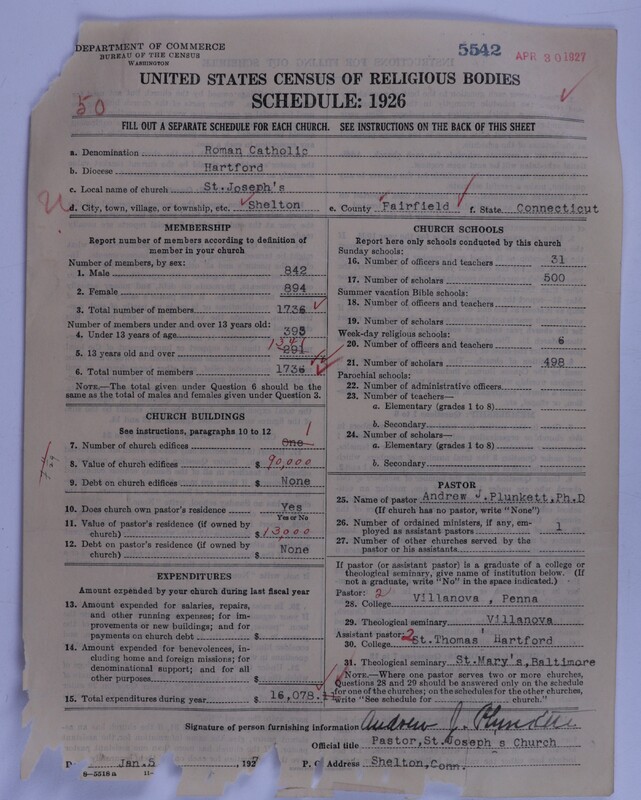 DEPARTMENT OF COMMERCE
BUREAU OF THE CENSUS
WASHINGTON
5542
APR 30 1927
UNITED STATES CENSUS OF RELIGIOUS BODIES
50
SCHEDULE: 1926
FILL OUT A SEPARATE SCHEDULE FOR EACH CHURCH. SEE INSTRUCTIONS ON THE BACK OF THIS SHEET
a. Denomination Roman Catholic
b. Diocese Hartford
c. Local name of church St.Joseph's
d. City, town, village, or township, etc. Shelton e. County Fairfield f. State Connecticut
MEMBERSHIP
Report number of members according to definition of
member in your church
Number of members, by sex:
1. Male 842
2. Female 894
3. Total number of members 1736
Number of members under and over 13 years old:
4. Under 13 years of age 395
1341
5. 13 years old and over 891
6. Total number of members 1736
NOTE.—The total given under Question 6 should be
the same as the total of males and females given under Question 3.
CHURCH BUILDINGS
See instructions, paragraphs 10 to 12
1
7. Number of church edifices One
8. Value of church edifices $ 90,000
9. Debt on church edifices $ None
10. Does church own pastor's residence? Yes
Yes or No
11. Value of pastor's residence (if owned by
church) $ 13000
12. Debt on pastor's residence (if owned by
church) $ None
EXPENDITURES
Amount expended by your church during last fiscal year
13. Amount expended for salaries, repairs,
and other running expenses; for im-
provements or new buildings; and for
payments on church debt $
14. Amount expended for benevolences, in-
cluding home and foreign missions; for
denominational support; and for all
other purposes $
15. Total expenditures during year $ 16,078.
CHURCH SCHOOLS
Report here only schools conducted by this church
Sunday schools:
16. Number of officers and teachers 31
17. Number of scholars 500
Summer vacation Bible schools:
18. Number of officers and teachers
19. Number of scholars
Week-day religious schools:
20. Number of officers and teachers 6
21. Number of scholars 498
Parochial schools:
22. Number of administrative officers
23. Number of teachers—
a. Elementary (grades 1 to 8)
b. Secondary
24. Number of scholars—
a. Elementary (grades 1 to 8)
b. Secondary
PASTOR
25. Name of pastor Andrew J.Plunkett,Ph.D
(If church has no pastor, write "None")
26. Number of ordained ministers, if any, em-
ployed as assistant pastors 1
27. Number of other churches served by the
pastor or his assistants
If pastor (or assistant pastor) is a graduate of a college or
theological seminary, give name of institution below. (If
not a graduate, write "No" in the space indicated.)
Pastor: 2
28. College Villanova , Penna
29. Theological seminary Villanova
Assistant pastor: 2
30. College St.Thomas' Hartford
31. Theological seminary St.Mary's,Baltimore
NOTE.—Where one pastor serves two or more churches,
Questions 28 and 29 should be answered only on the schedule
for one of the churches; on the schedules for the other churches,
write "See schedule for church."
Signature of person furnishing information Andrew J. Plunkett
Official title Pastor,St.Joseph s Church
Jan.5 , 192 P. O. Address Shelton,Conn.
8—5518 a 11-